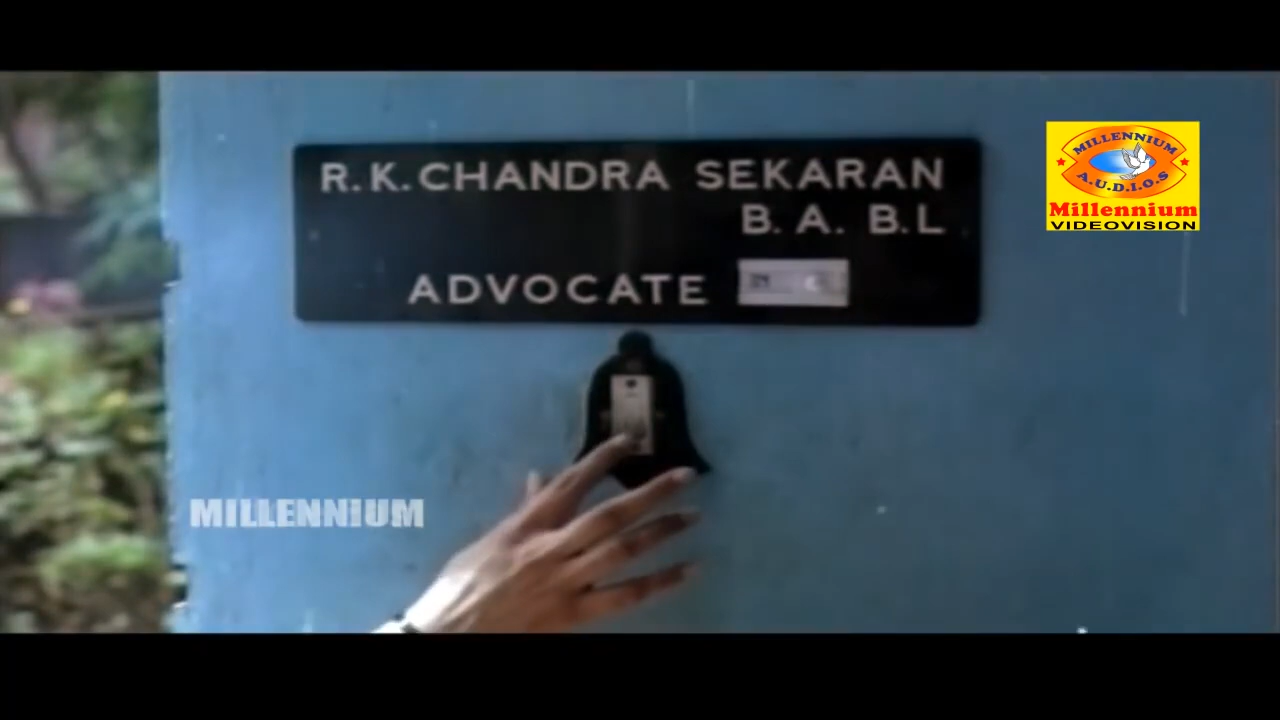 R.K.CHANDRA SEKARAN
B.A. B.L
ADVOCATE
MILLENNIUM
A.U.D.I.O.S
Millennium
VIDEOVISION
MILLENNIUM